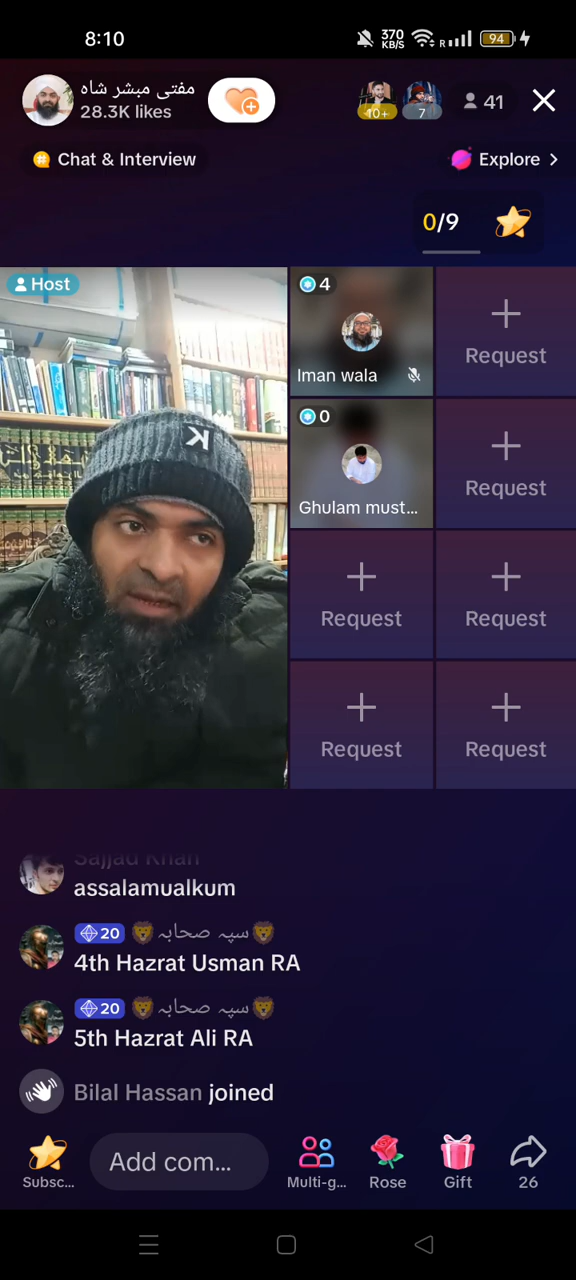 8:10
370
KB/S
R
94
مفتی مبشر شاہ
28.3K likes
10+
7
41
Chat & Interview
Explore
0/9
Host
K
4
Iman wala
Request
0
Ghulam must...
Request
Request
Request
Request
Request
Sajjad Khan
assalamualkum
20 🦁سپہ صحابہ🦁
4th Hazrat Usman RA
20 🦁سپہ صحابہ🦁
5th Hazrat Ali RA
Bilal Hassan joined
Subsc...
Add com...
Multi-g...
Rose
Gift
26